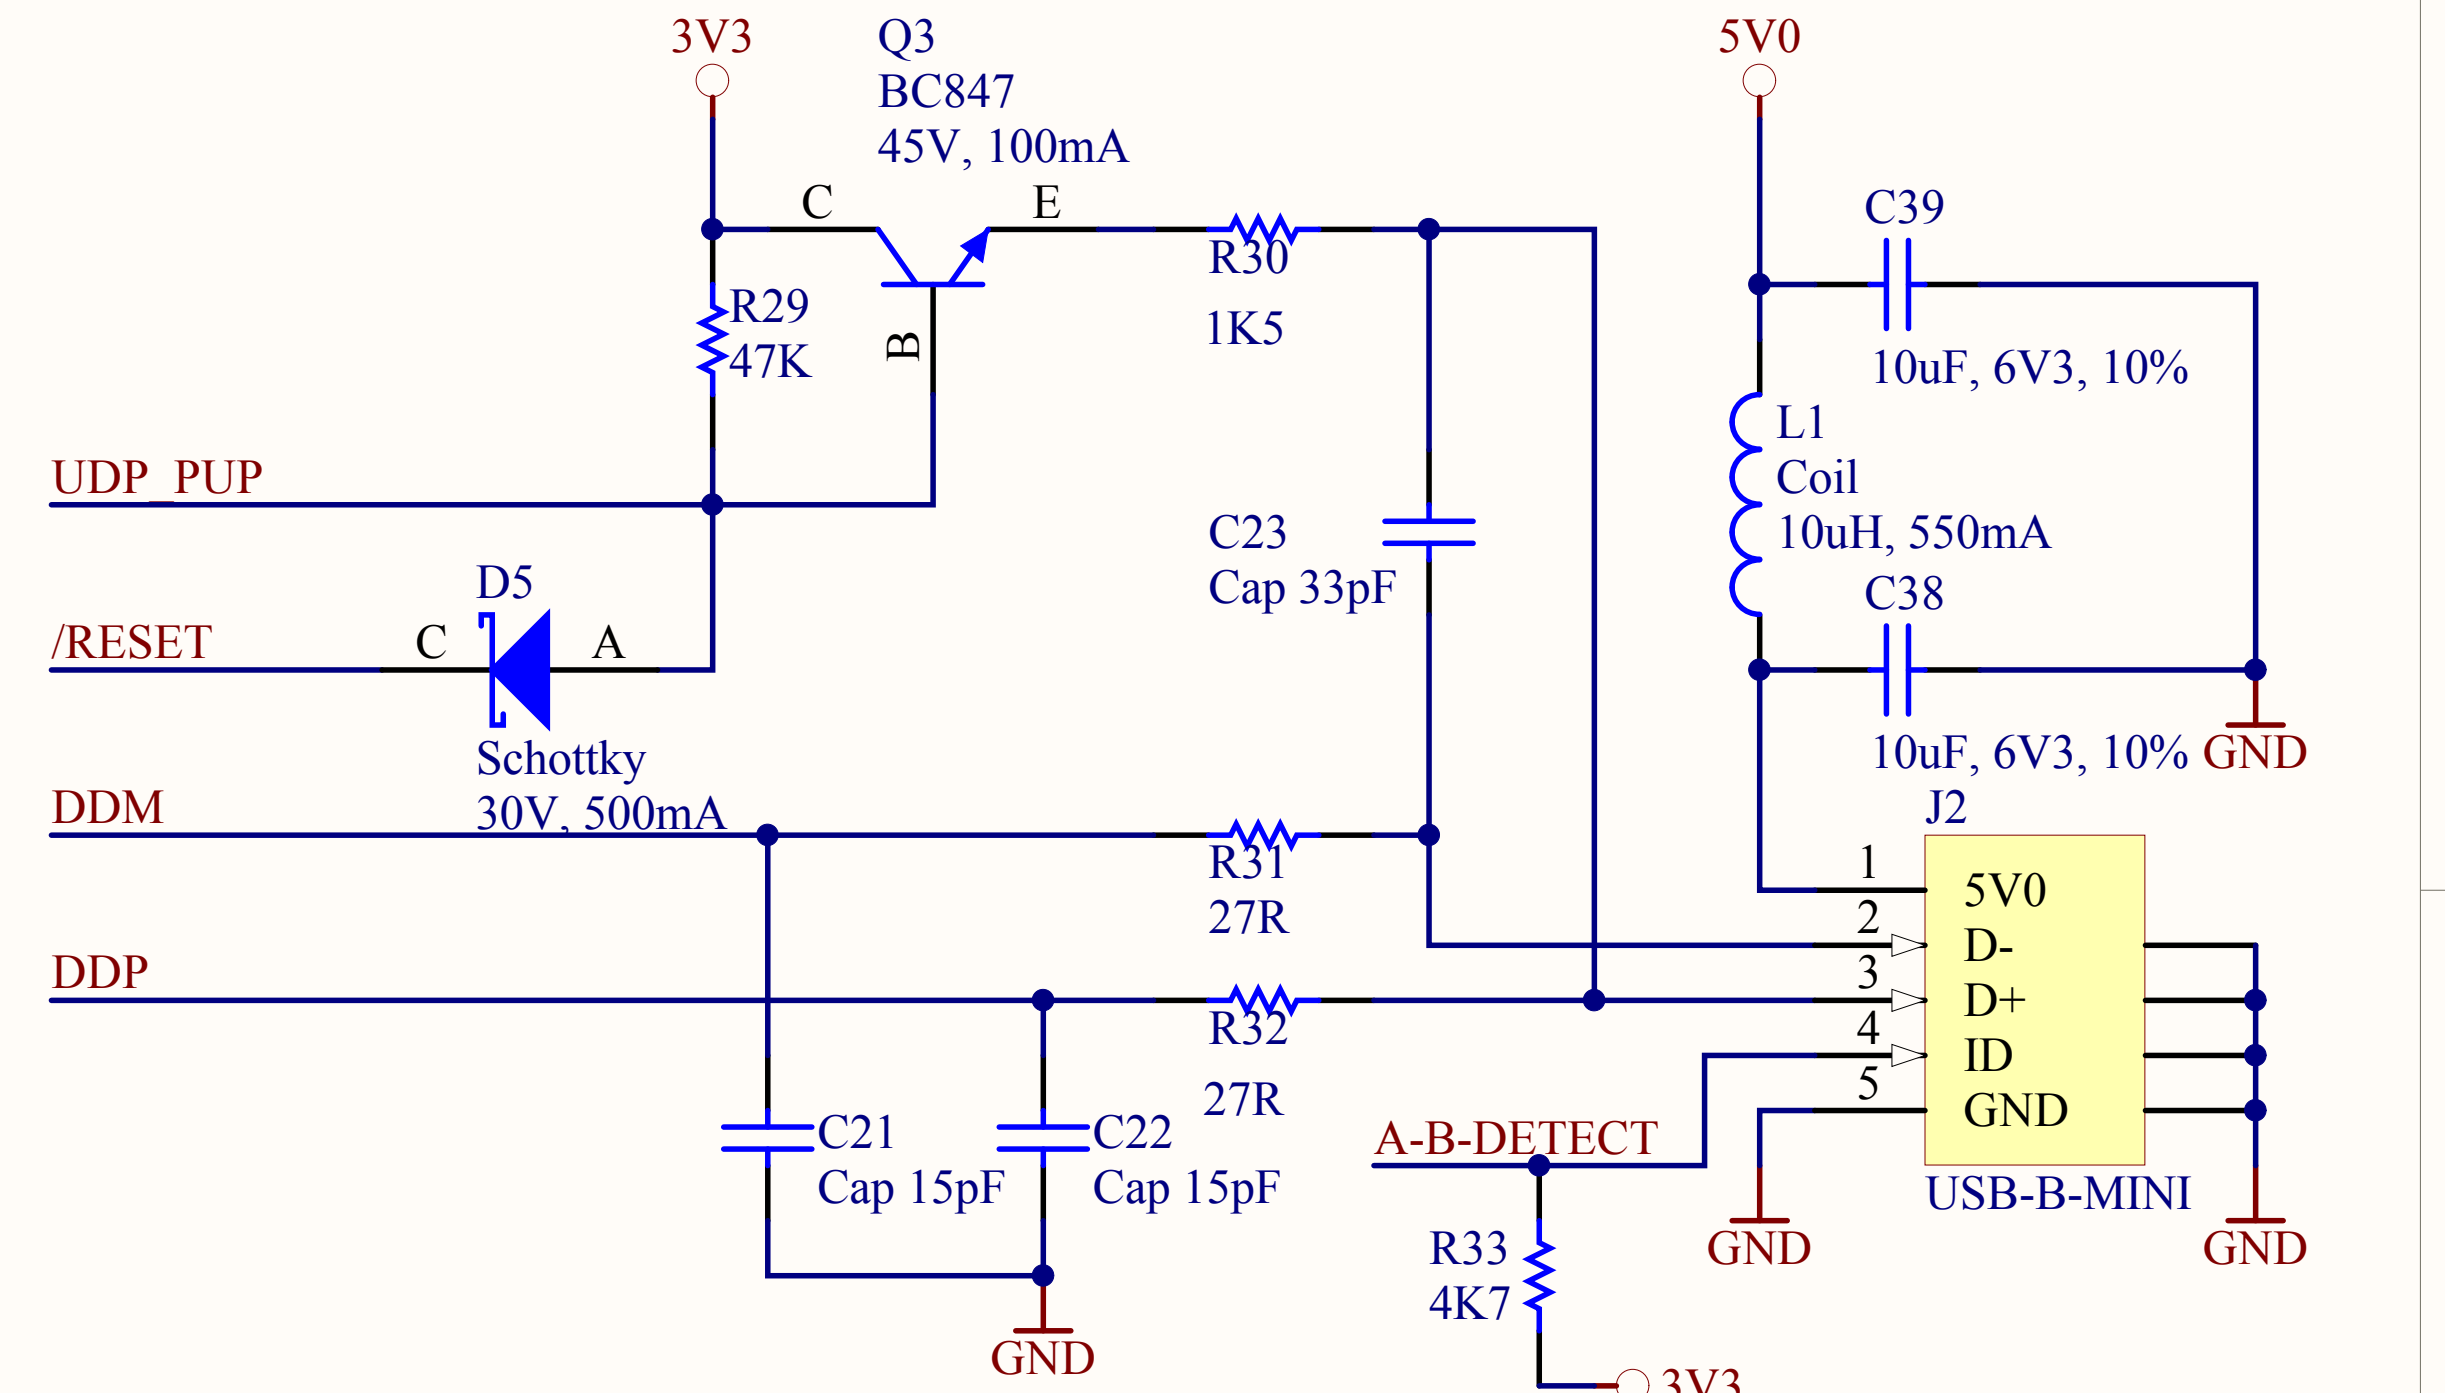 3V3
Q3
BC847
45V, 100mA
5V0
C
E
B
R29
47K
R30
1K5
C39
10uF, 6V3, 10%
L1
Coil
10uH, 550mA
UDP_PUP
C23
Cap 33pF
D5
/RESET
C
A
Schottky
30V, 500mA
C38
10uF, 6V3, 10%
GND
J2
DDM
R31
27R
1
5V0
2
D-
3
D+
4
ID
5
GND
DDP
R32
27R
C21
Cap 15pF
C22
Cap 15pF
A-B-DETECT
USB-B-MINI
R33
4K7
GND
GND
GND
3V3